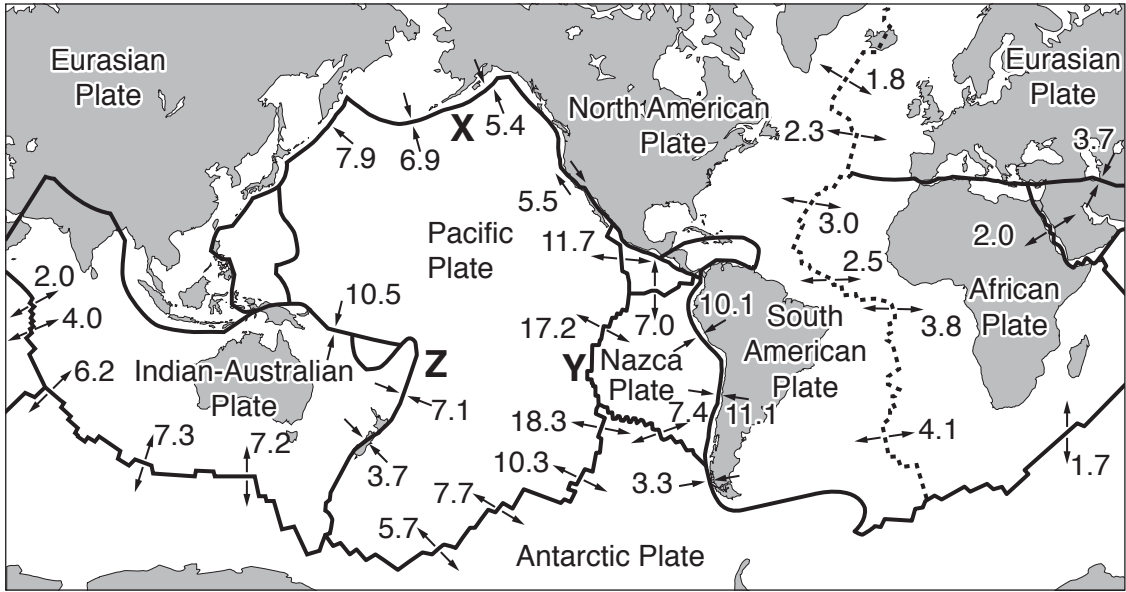 Eurasian
Plate
North American
Plate
Eurasian
Plate
1.8
2.3
3.7
X
5.4
7.9
6.9
5.5
3.0
2.0
Pacific
Plate
11.7
2.5
2.0
4.0
10.5
10.1
African
Plate
7.0
South
American
Plate
3.8
17.2
Nazca
Plate
Indian-Australian
Plate
Z
Y
6.2
7.1
7.4
11.1
18.3
4.1
7.3
7.2
3.7
10.3
3.3
1.7
7.7
5.7
Antarctic Plate